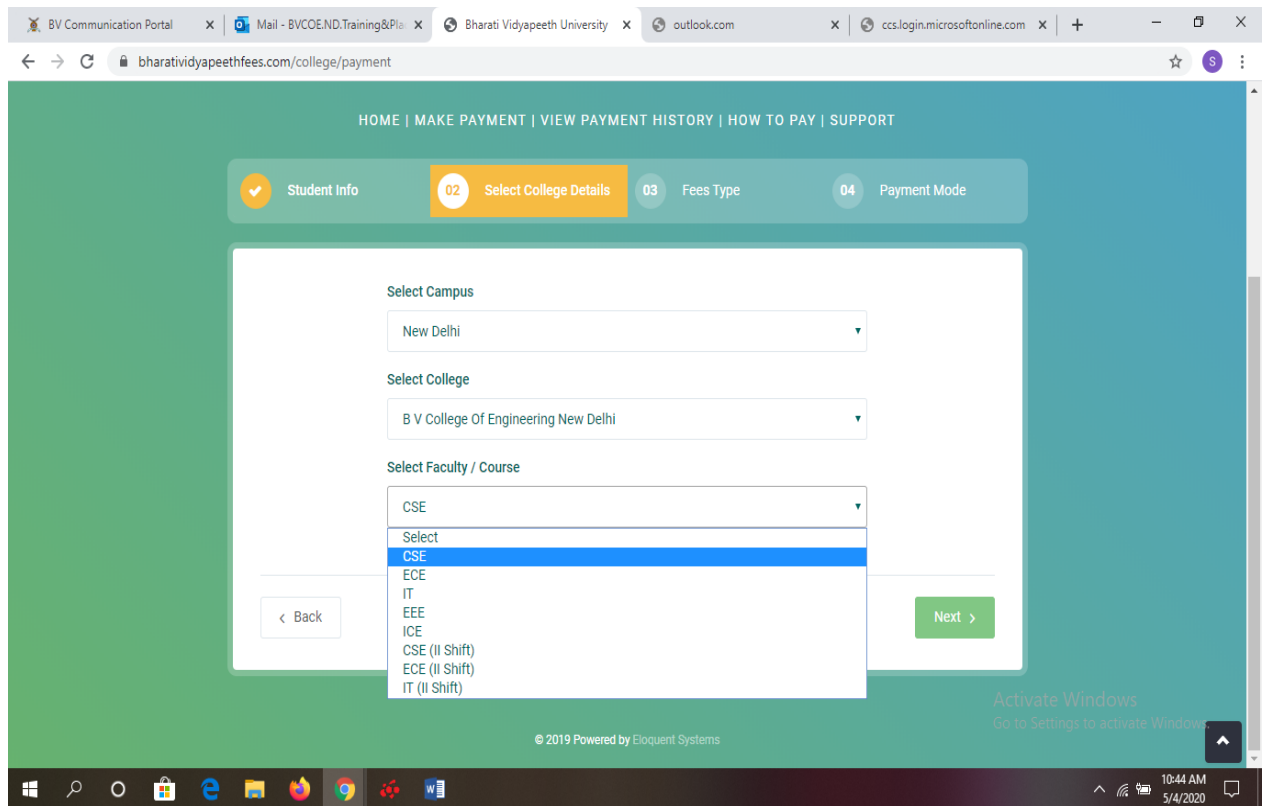 BV Communication Portal
Mail - BVCOE.ND.Training&Pla
Bharati Vidyapeeth University
outlook.com
ccs.login.microsoftonline.com
bharatividyapeethfees.com/college/payment
S
HOME | MAKE PAYMENT | VIEW PAYMENT HISTORY | HOW TO PAY | SUPPORT
Student Info
02 Select College Details
03 Fees Type
04 Payment Mode
Select Campus
New Delhi
Select College
B V College Of Engineering New Delhi
Select Faculty / Course
CSE
Select
CSE
ECE
IT
EEE
ICE
CSE (II Shift)
ECE (II Shift)
IT (II Shift)
Back
Next
Activate Windows
Go to Settings to activate Windows.
© 2019 Powered by Eloquent Systems
10:44 AM
5/4/2020